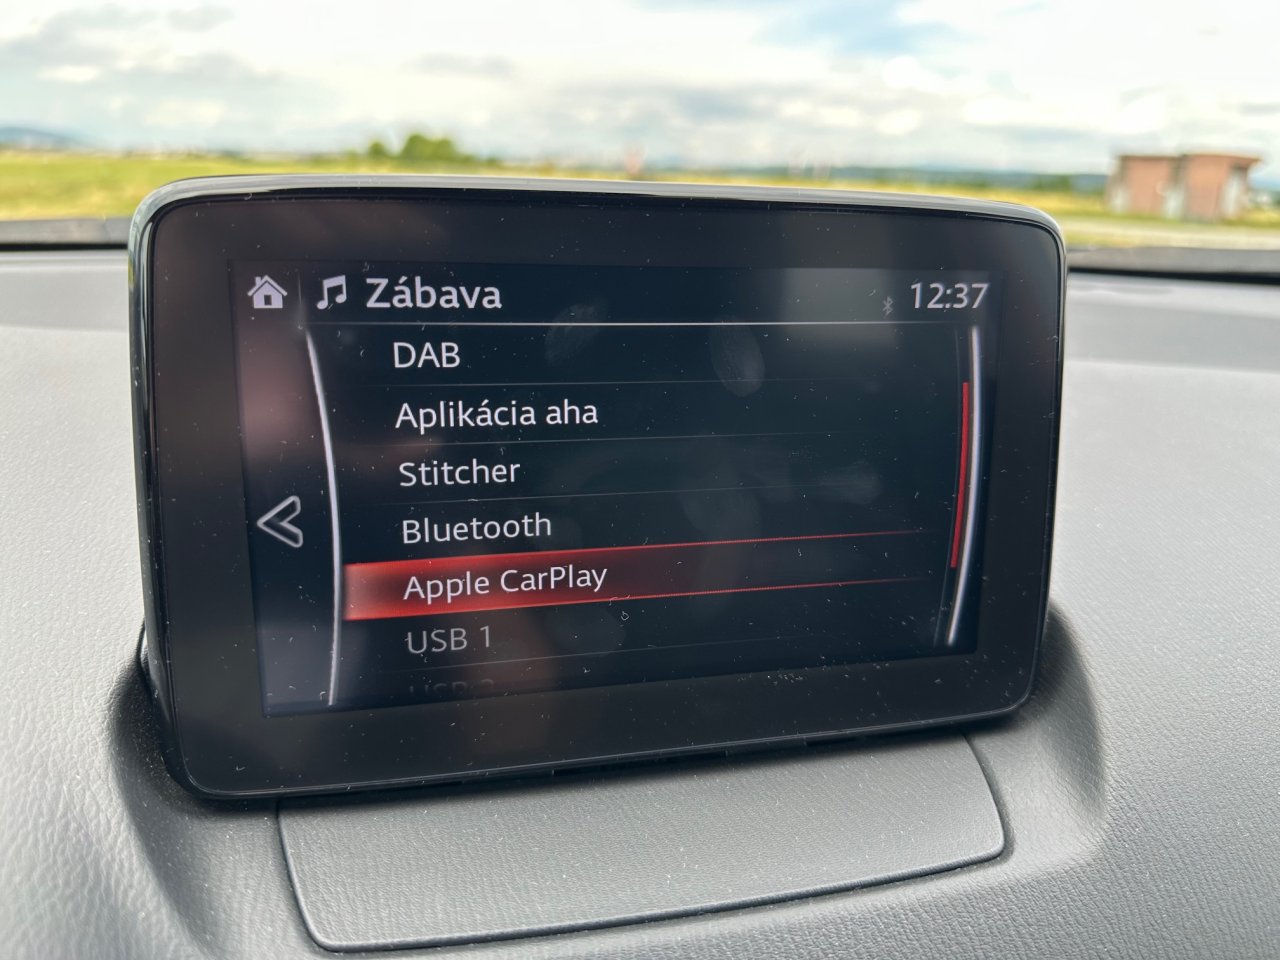 Zábava
12:37
DAB
Aplikácia aha
Stitcher
Bluetooth
Apple CarPlay
USB 1